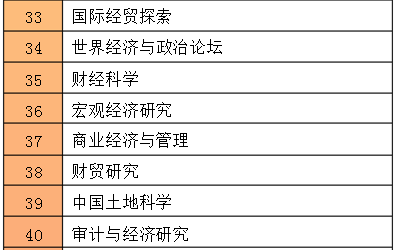 33 国际经贸探索
34 世界经济与政治论坛
35 财经科学
36 宏观经济研究
37 商业经济与管理
38 财贸研究
39 中国土地科学
40 审计与经济研究